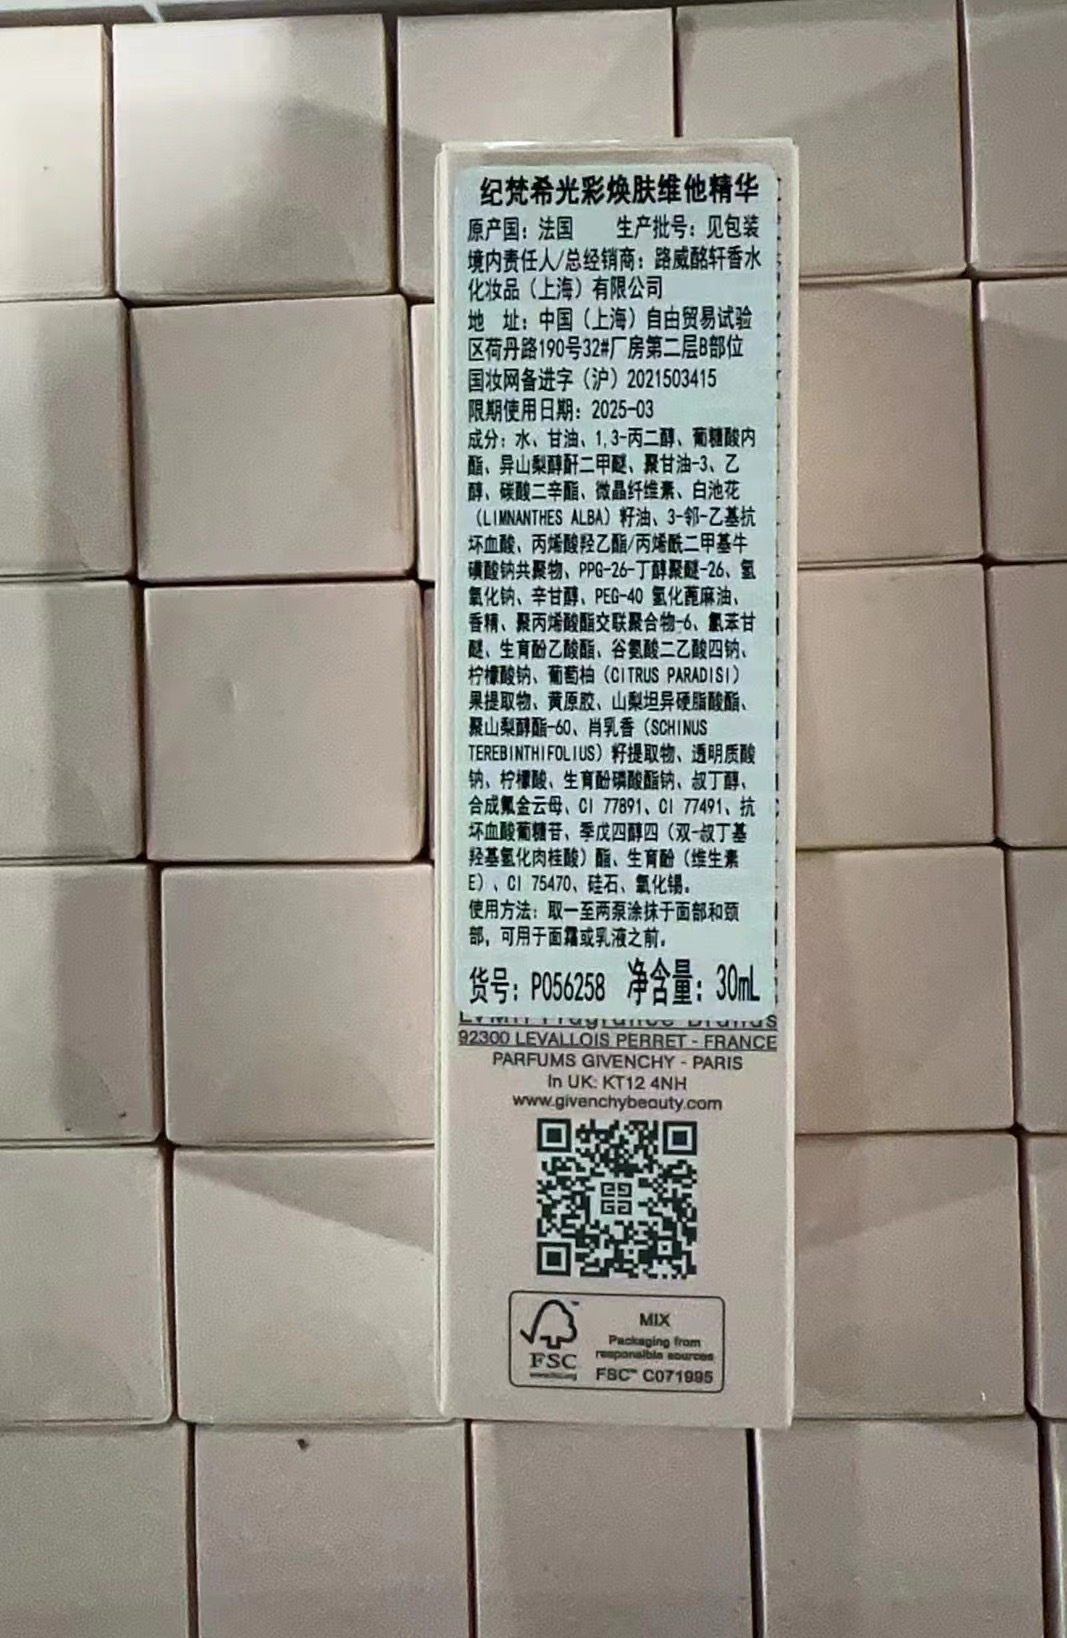 纪梵希光彩焕肤维他精华
原产国：法国 生产批号：见包装
境内责任人/总经销商：路威酩轩香水
化妆品（上海）有限公司
地 址：中国（上海）自由贸易试验
区荷丹路190号32#厂房第二层B部位
国妆网备进字（沪）2021503415
限期使用日期：2025-03
成分：水、甘油、1,3-丙二醇、葡糖酸内
酯、异山梨醇酐二甲醚、聚甘油-3、乙
醇、碳酸二辛酯、微晶纤维素、白池花
（LIMNANTHES ALBA）籽油、3-邻-乙基抗
坏血酸、丙烯酸羟乙酯/丙烯酰二甲基牛
磺酸钠共聚物、PPG-26-丁醇聚醚-26、氢
氧化钠、辛甘醇、PEG-40 氢化蓖麻油、
香精、聚丙烯酸酯交联聚合物-6、氯苯甘
醚、生育酚乙酸酯、谷氨酸二乙酸四钠、
柠檬酸钠、葡萄柚（CITRUS PARADISI）
果提取物、黄原胶、山梨坦异硬脂酸酯、
聚山梨醇酯-60、肖乳香（SCHINUS
TEREBINTHIFOLIUS）籽提取物、透明质酸
钠、柠檬酸、生育酚磷酸酯钠、叔丁醇、
合成氟金云母、CI 77891、CI 77491、抗
坏血酸葡糖苷、季戊四醇四（双-叔丁基
羟基氢化肉桂酸）酯、生育酚（维生素
E）、CI 75470、硅石、氧化锡。
使用方法：取一至两泵涂抹于面部和颈
部，可用于面霜或乳液之前。
货号：P056258 净含量：30mL
LVMH Fragrance Brands
92300 LEVALLOIS PERRET - FRANCE
PARFUMS GIVENCHY - PARIS
In UK: KT12 4NH
www.givenchybeauty.com
MIX
Packaging from
responsible sources
FSC™ C071995
FSC